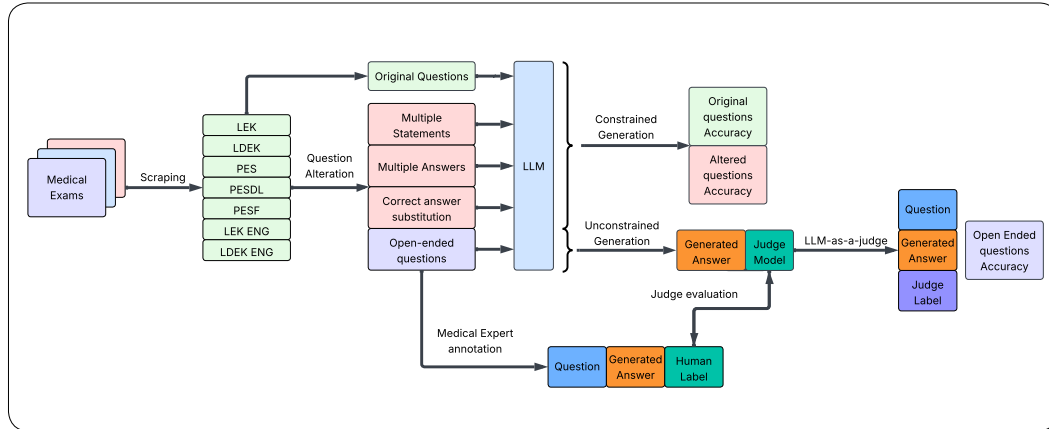 Medical
Exams
Scraping
LEK
LDEK
PES
PESDL
PESF
LEK ENG
LDEK ENG
Question
Alteration
Original Questions
Multiple
Statements
Multiple Answers
Correct answer
substitution
Open-ended
questions
LLM
Constrained
Generation
Original
questions
Accuracy
Altered
questions
Accuracy
Unconstrained
Generation
Generated
Answer
Judge
Model
LLM-as-a-judge
Question
Generated
Answer
Judge
Label
Open Ended
questions
Accuracy
Judge evaluation
Medical Expert
annotation
Question
Generated
Answer
Human
Label